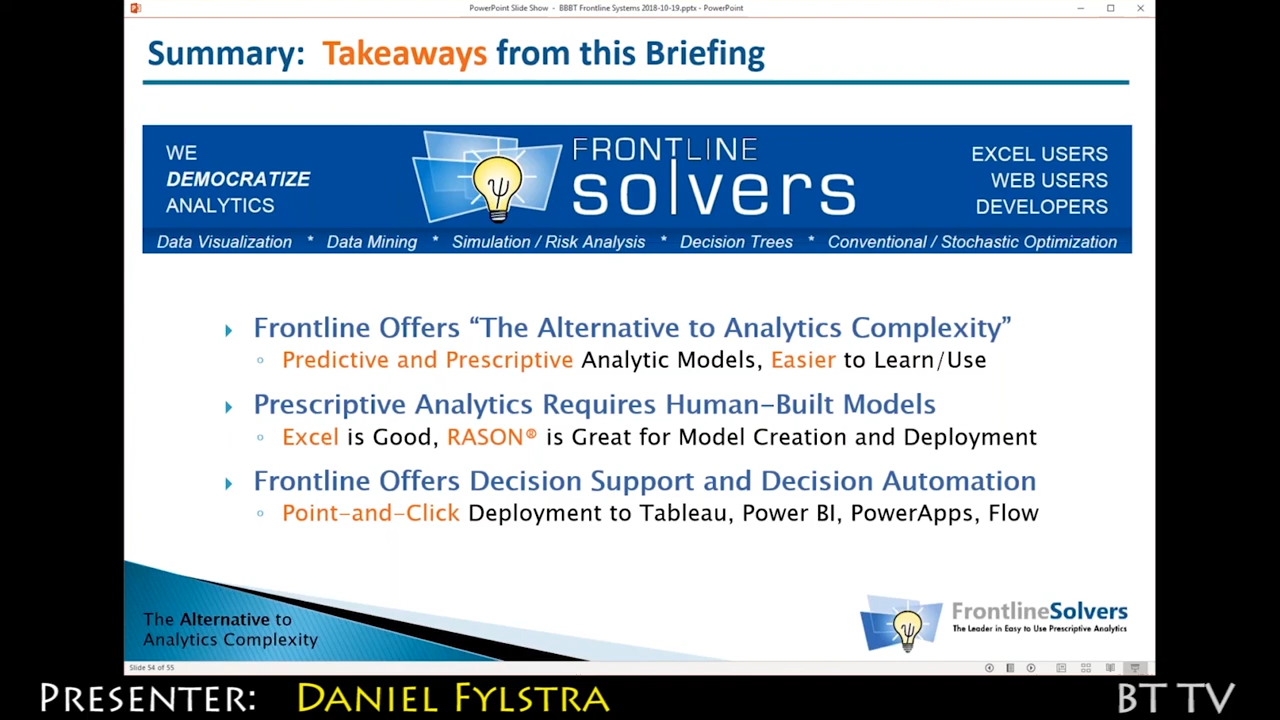 PowerPoint Slide Show - BBBT Frontline Systems 2018-10-19.pptx - PowerPoint
Summary: Takeaways from this Briefing
WE
DEMOCRATIZE
ANALYTICS
FRONTLINE
solvers
EXCEL USERS
WEB USERS
DEVELOPERS
Data Visualization * Data Mining * Simulation / Risk Analysis * Decision Trees * Conventional / Stochastic Optimization
Frontline Offers “The Alternative to Analytics Complexity”
Predictive and Prescriptive Analytic Models, Easier to Learn/Use
Prescriptive Analytics Requires Human-Built Models
Excel is Good, RASON® is Great for Model Creation and Deployment
Frontline Offers Decision Support and Decision Automation
Point-and-Click Deployment to Tableau, Power BI, PowerApps, Flow
The Alternative to
Analytics Complexity
FrontlineSolvers
The Leader in Easy to Use Prescriptive Analytics
Slide 54 of 55
PRESENTER: DANIEL FYLSTRA
BT TV